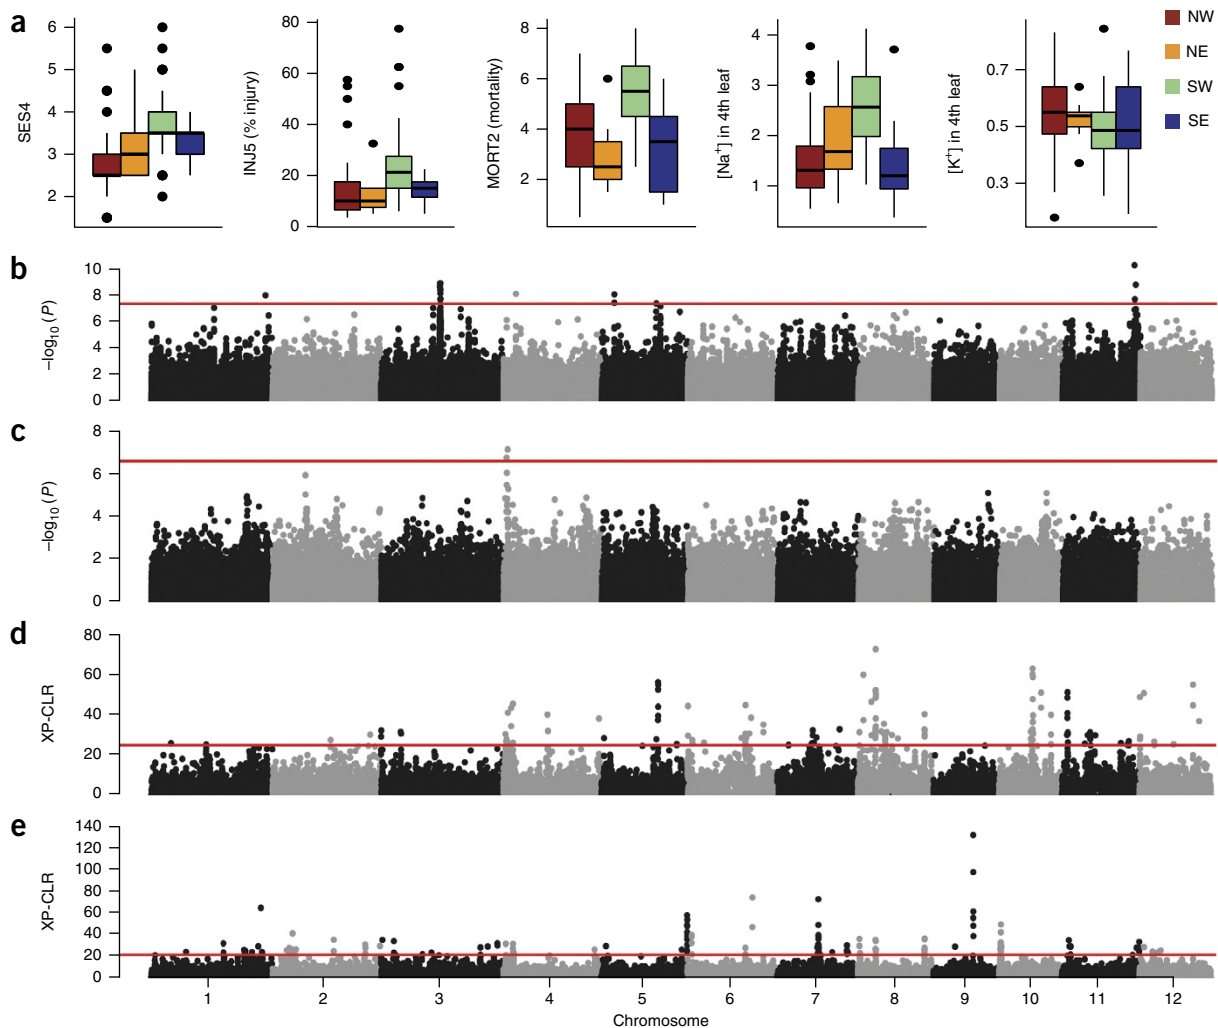 a
SES4
6
5
4
3
2
INJ5 (% injury)
80
60
40
20
0
MORT2 (mortality)
8
6
4
2
[Na+] in 4th leaf
4
3
2
1
[K+] in 4th leaf
0.7
0.5
0.3
NW
NE
SW
SE
b
−log10 (P)
10
8
6
4
2
0
c
−log10 (P)
8
6
4
2
0
d
XP-CLR
80
60
40
20
0
e
XP-CLR
140
120
100
80
60
40
20
0
1 2 3 4 5 6 7 8 9 10 11 12
Chromosome